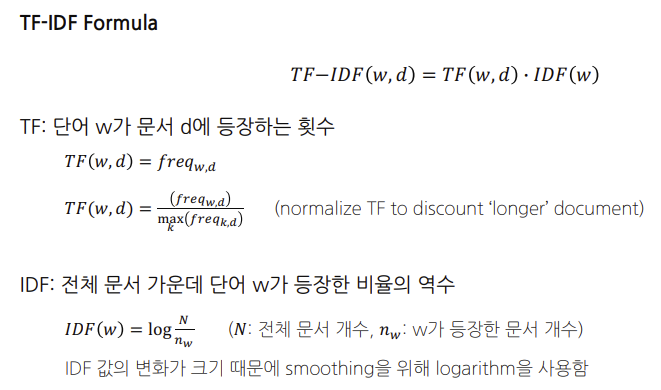 TF-IDF Formula
TF−IDF(w, d) = TF(w, d) · IDF(w)
TF: 단어 w가 문서 d에 등장하는 횟수
TF(w, d) = freq_{w,d}
TF(w, d) = (freq_{w,d}) / max_k(freq_{k,d}) (normalize TF to discount ‘longer’ document)
IDF: 전체 문서 가운데 단어 w가 등장한 비율의 역수
IDF(w) = log N/n_w (N: 전체 문서 개수, n_w: w가 등장한 문서 개수)
IDF 값의 변화가 크기 때문에 smoothing을 위해 logarithm을 사용함